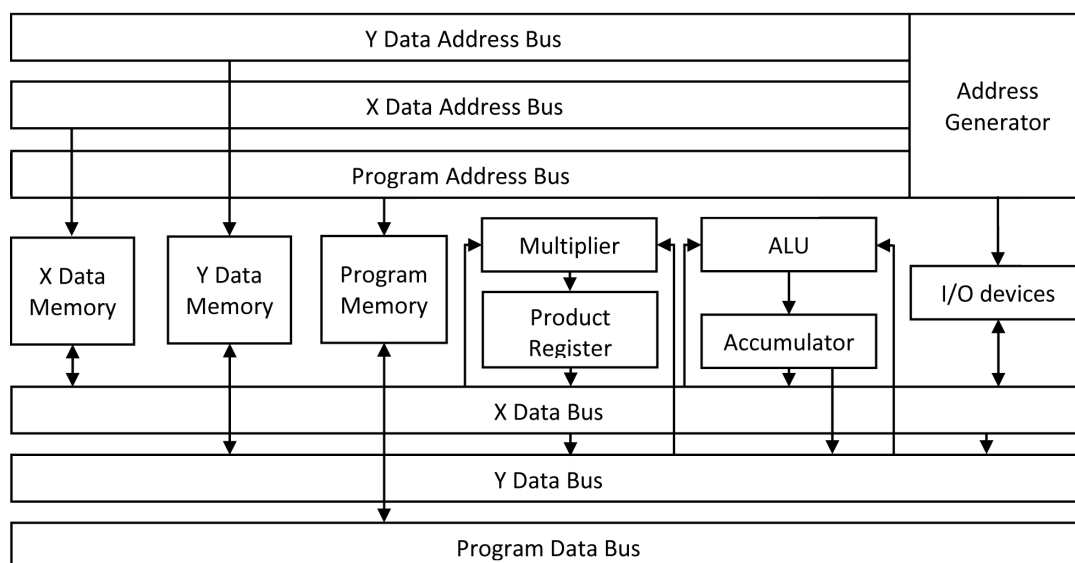 Y Data Address Bus
X Data Address Bus
Address
Generator
Program Address Bus
X Data
Memory
Y Data
Memory
Program
Memory
Multiplier
Product
Register
ALU
Accumulator
I/O devices
X Data Bus
Y Data Bus
Program Data Bus